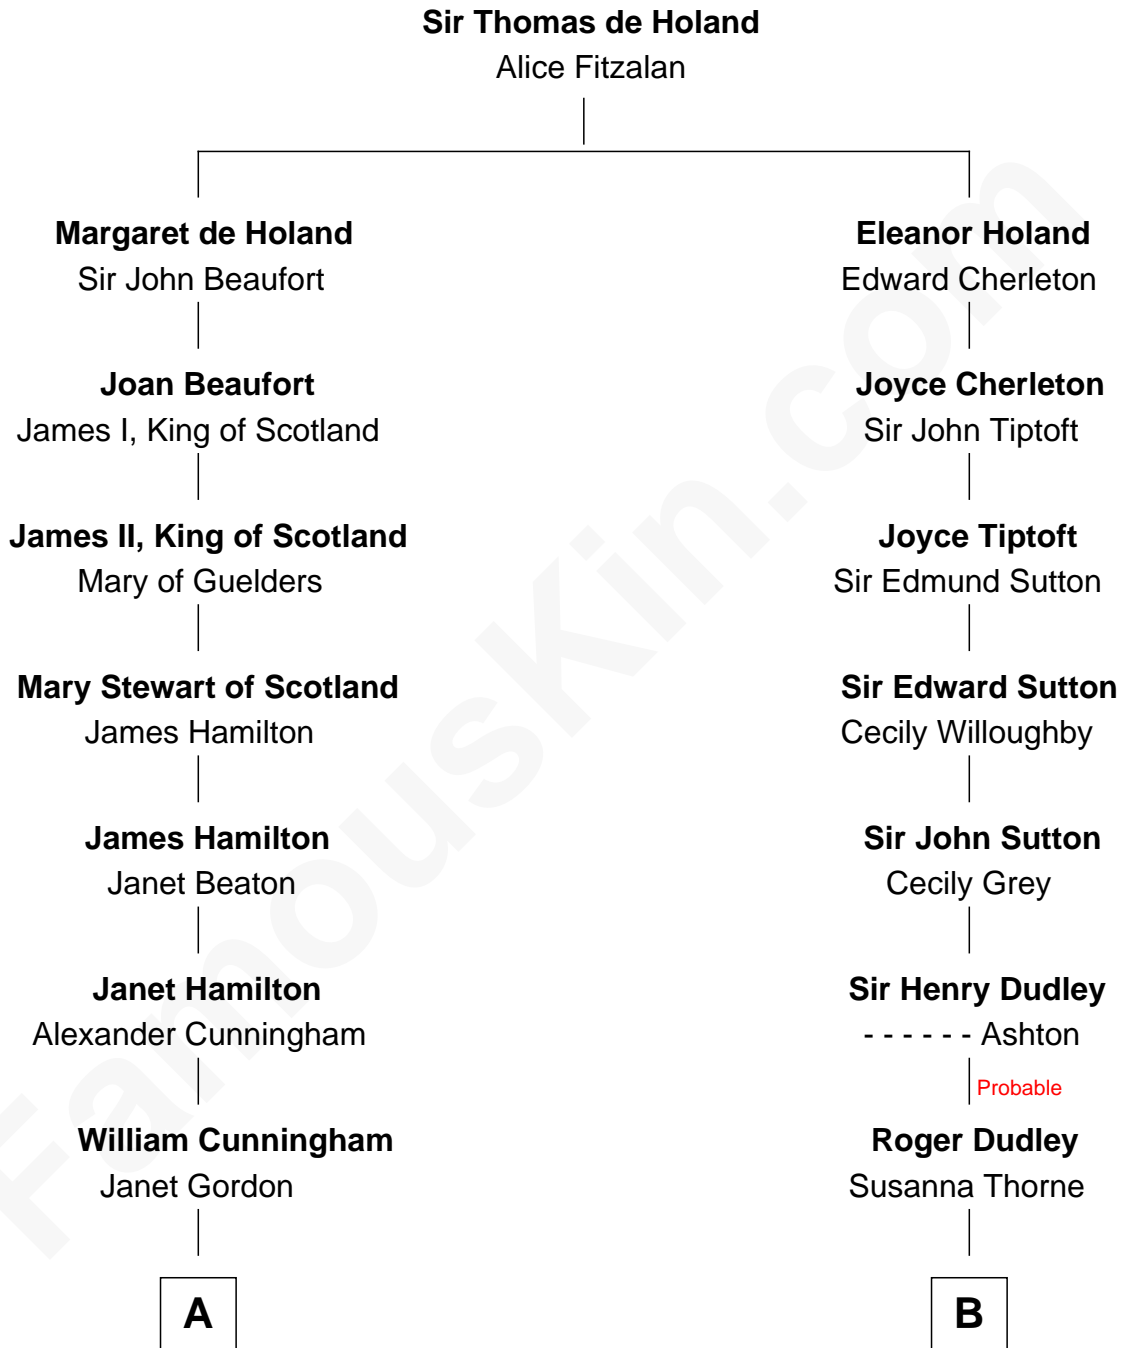 Sir Thomas de Holand
Alice Fitzalan
Margaret de Holand
Sir John Beaufort
Eleanor Holand
Edward Cherleton
Joan Beaufort
James I, King of Scotland
Joyce Cherleton
Sir John Tiptoft
James II, King of Scotland
Mary of Guelders
Joyce Tiptoft
Sir Edmund Sutton
Mary Stewart of Scotland
James Hamilton
Sir Edward Sutton
Cecily Willoughby
James Hamilton
Janet Beaton
Sir John Sutton
Cecily Grey
Janet Hamilton
Alexander Cunningham
Sir Henry Dudley
- - - - - - Ashton
Probable
William Cunningham
Janet Gordon
Roger Dudley
Susanna Thorne
A
B
FamousKin.com